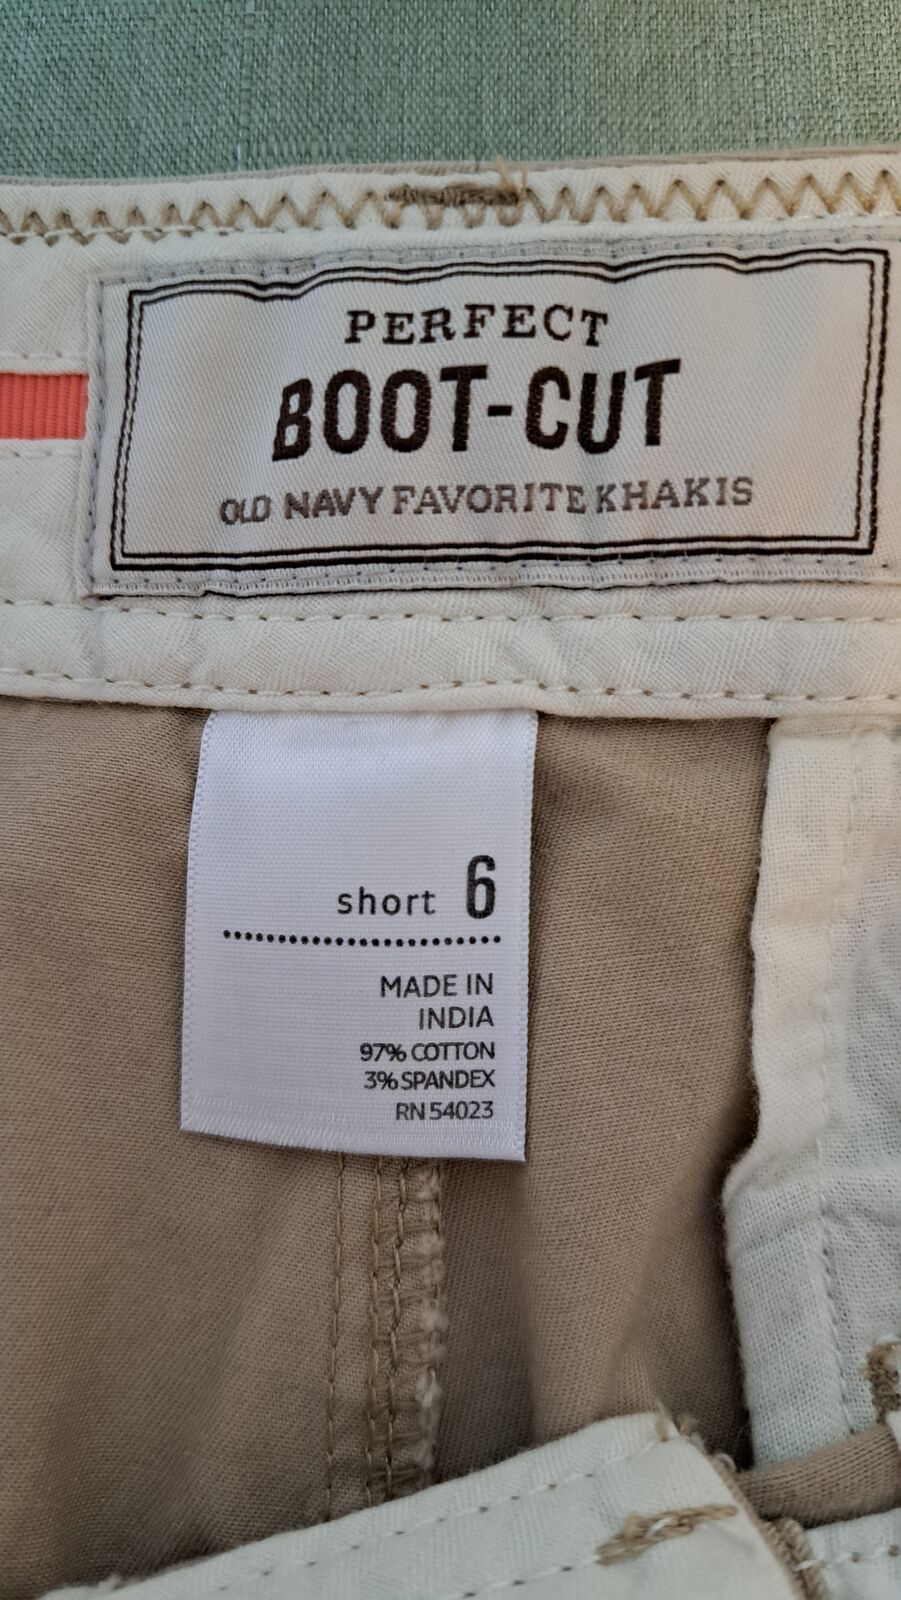 PERFECT
BOOT-CUT
OLD NAVY FAVORITE KHAKIS
short 6
MADE IN
INDIA
97% COTTON
3% SPANDEX
RN 54023